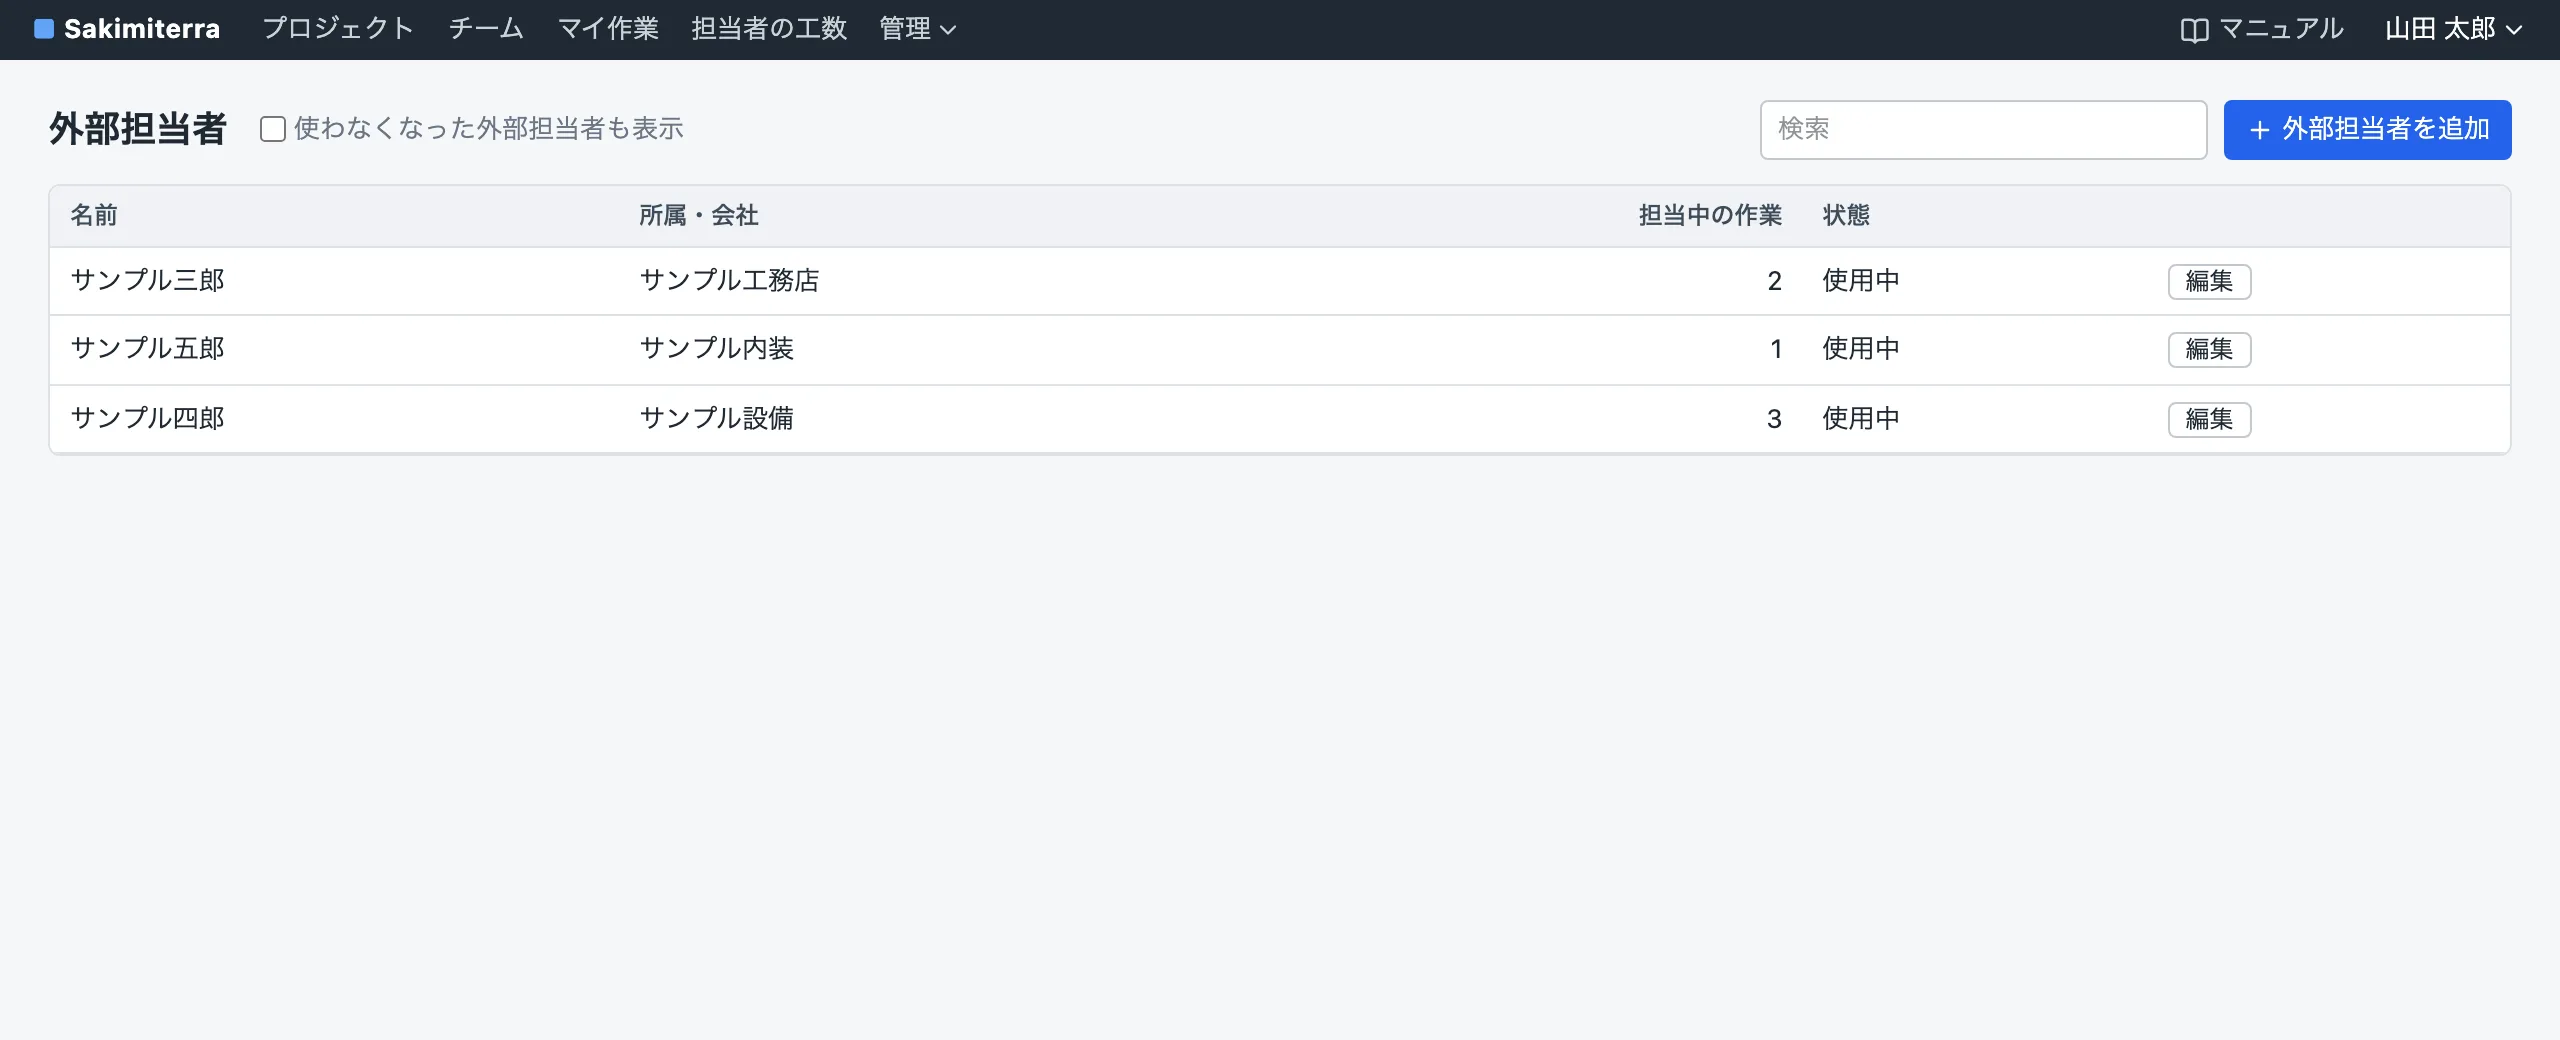 Sakimiterra プロジェクト チーム マイ作業 担当者の工数 管理 マニュアル 山田 太郎
外部担当者 使わなくなった外部担当者も表示 検索 + 外部担当者を追加
名前 所属・会社 担当中の作業 状態
サンプル三郎 サンプル工務店 2 使用中 編集
サンプル五郎 サンプル内装 1 使用中 編集
サンプル四郎 サンプル設備 3 使用中 編集